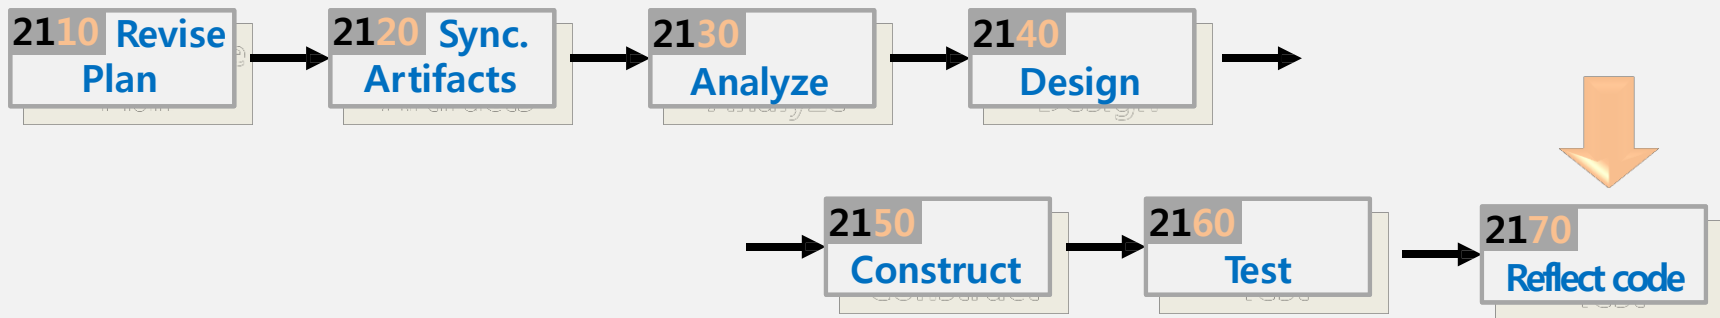 2110 Revise
Plan
2120 Sync.
Artifacts
2130
Analyze
2140
Design
2150
Construct
2160
Test
2170
Reflect code